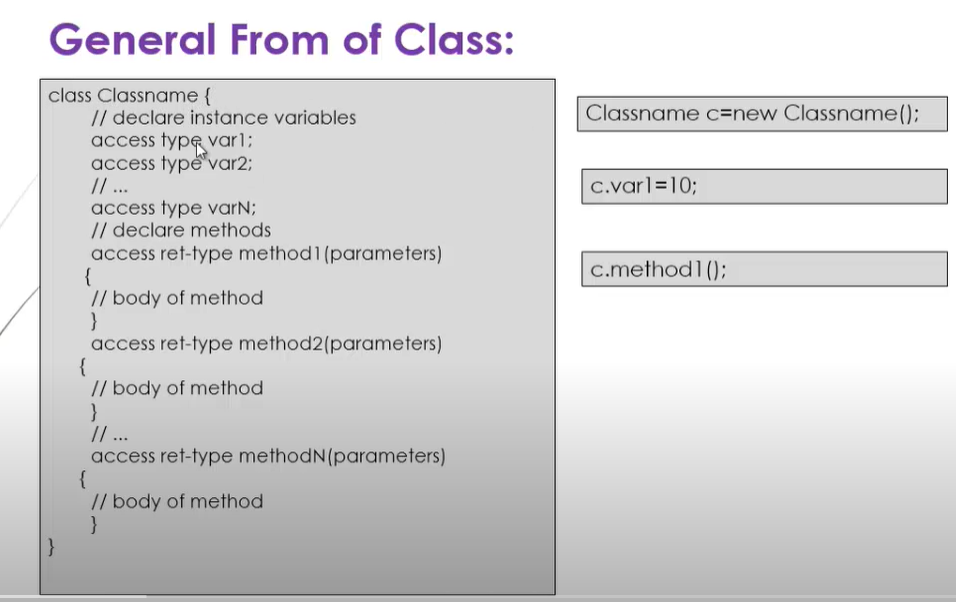 General From of Class:
class Classname {
// declare instance variables
access type var1;
access type var2;
// ...
access type varN;
// declare methods
access ret-type method1(parameters)
{
// body of method
}
access ret-type method2(parameters)
{
// body of method
}
// ...
access ret-type methodN(parameters)
{
// body of method
}
}
Classname c=new Classname();
c.var1=10;
c.method1();